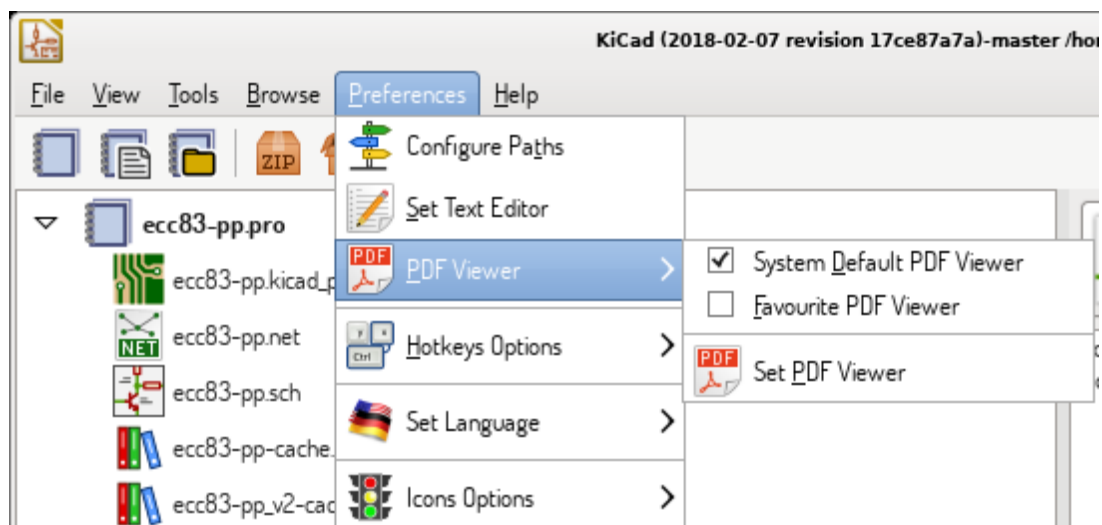 KiCad (2018-02-07 revision 17ce87a7a)-master /hor
File View Tools Browse Preferences Help
ZIP
Configure Paths
Set Text Editor
PDF
PDF Viewer
System Default PDF Viewer
Favourite PDF Viewer
PDF
Set PDF Viewer
Ctrl
Hotkeys Options
Set Language
Icons Options
ecc83-pp.pro
ecc83-pp.kicad_p
NET
ecc83-pp.net
ecc83-pp.sch
ecc83-pp-cache.
ecc83-pp_v2-cac